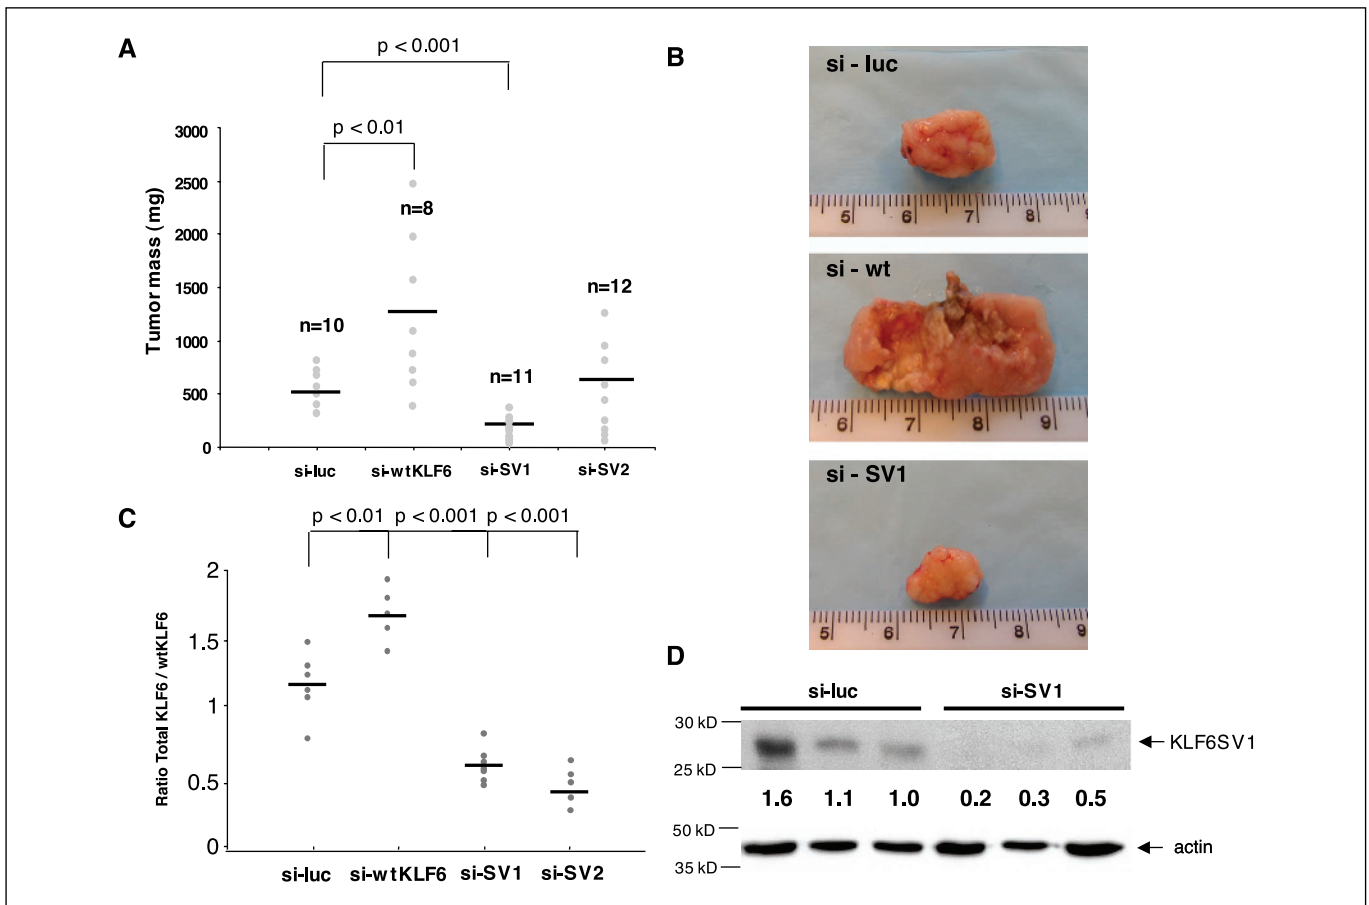 A
p < 0.001
p < 0.01
3000
2500
2000
1500
1000
500
0
Tumor mass (mg)
n=10
n=8
n=11
n=12
si-luc
si-wtKLF6
si-SV1
si-SV2
B
si - luc
5 6 7 8 9
si - wt
6 7 8 9
si - SV1
5 6 7 8 9
C
p < 0.01 p < 0.001 p < 0.001
2
1.5
1
0.5
0
Ratio Total KLF6 / wtKLF6
si-luc
si-wtKLF6
si-SV1
si-SV2
D
si-luc
si-SV1
30 kD
25 kD
KLF6SV1
1.6 1.1 1.0 0.2 0.3 0.5
50 kD
35 kD
actin